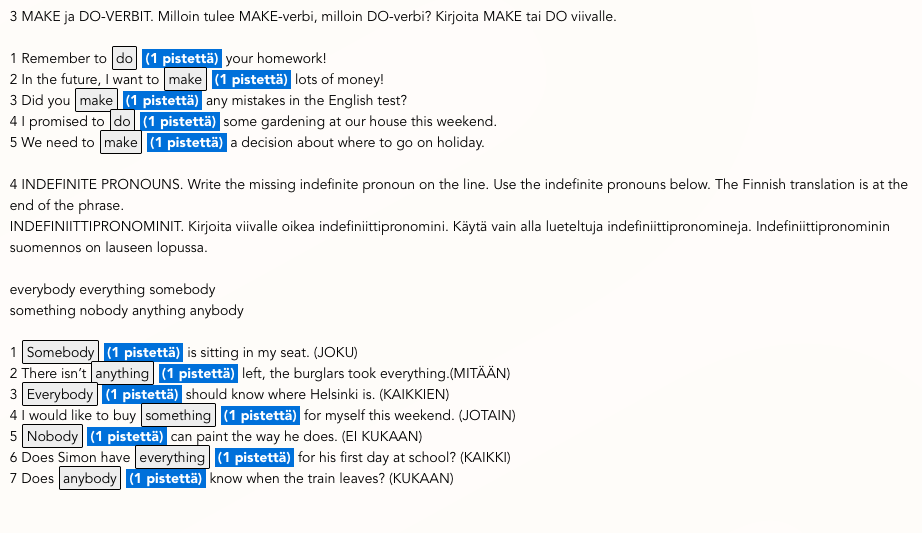 3 MAKE ja DO-VERBIT. Milloin tulee MAKE-verbi, milloin DO-verbi? Kirjoita MAKE tai DO viivalle.
1 Remember to do (1 pistettä) your homework!
2 In the future, I want to make (1 pistettä) lots of money!
3 Did you make (1 pistettä) any mistakes in the English test?
4 I promised to do (1 pistettä) some gardening at our house this weekend.
5 We need to make (1 pistettä) a decision about where to go on holiday.
4 INDEFINITE PRONOUNS. Write the missing indefinite pronoun on the line. Use the indefinite pronouns below. The Finnish translation is at the
end of the phrase.
INDEFINIITTIPRONOMINIT. Kirjoita viivalle oikea indefiniittipronomini. Käytä vain alla lueteltuja indefiniittipronomineja. Indefiniittipronominin
suomennos on lauseen lopussa.
everybody everything somebody
something nobody anything anybody
1 Somebody (1 pistettä) is sitting in my seat. (JOKU)
2 There isn't anything (1 pistettä) left, the burglars took everything.(MITÄÄN)
3 Everybody (1 pistettä) should know where Helsinki is. (KAIKKIEN)
4 I would like to buy something (1 pistettä) for myself this weekend. (JOTAIN)
5 Nobody (1 pistettä) can paint the way he does. (EI KUKAAN)
6 Does Simon have everything (1 pistettä) for his first day at school? (KAIKKI)
7 Does anybody (1 pistettä) know when the train leaves? (KUKAAN)